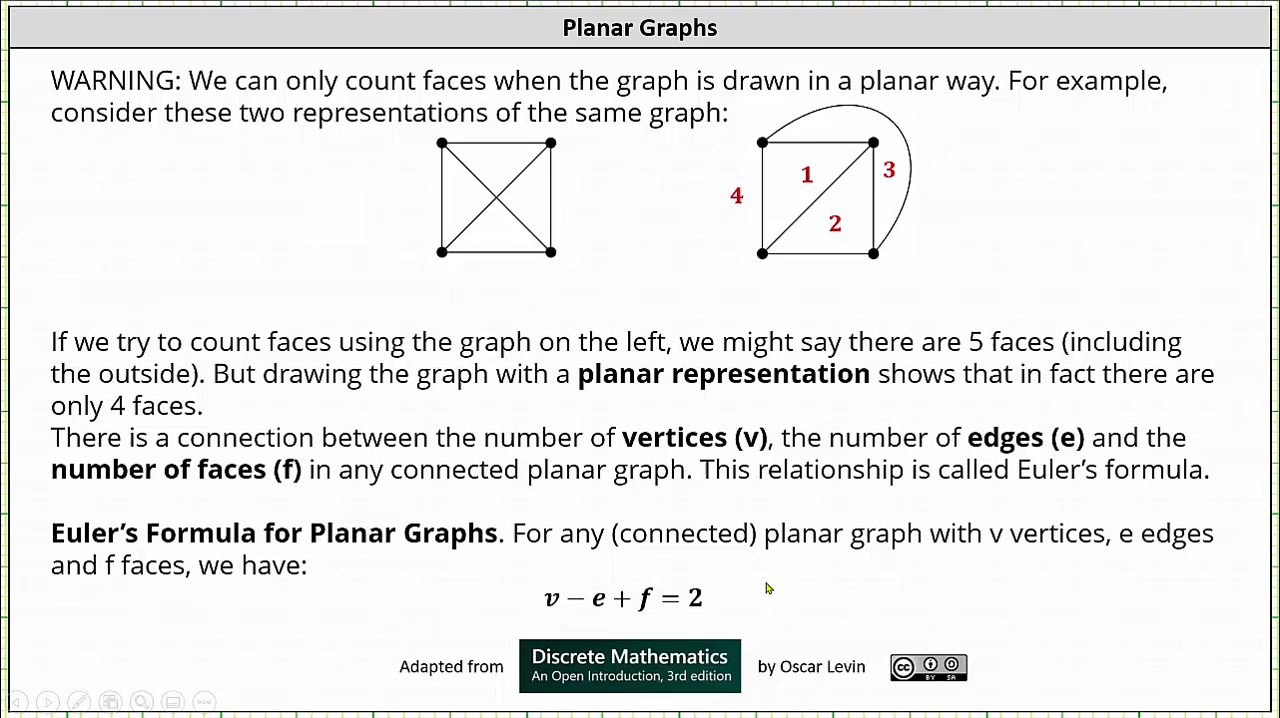 Planar Graphs
WARNING: We can only count faces when the graph is drawn in a planar way. For example,
consider these two representations of the same graph:
1
3
4
2
If we try to count faces using the graph on the left, we might say there are 5 faces (including
the outside). But drawing the graph with a planar representation shows that in fact there are
only 4 faces.
There is a connection between the number of vertices (v), the number of edges (e) and the
number of faces (f) in any connected planar graph. This relationship is called Euler’s formula.
Euler’s Formula for Planar Graphs. For any (connected) planar graph with v vertices, e edges
and f faces, we have:
v − e + f = 2
Adapted from
Discrete Mathematics
An Open Introduction, 3rd edition
by Oscar Levin
cc
BY SA